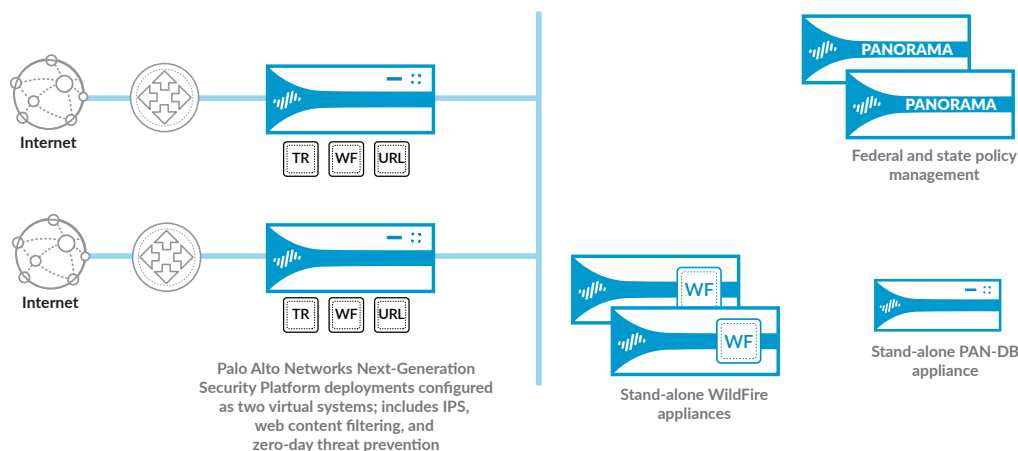 Internet
TR WF URL
Internet
TR WF URL
Palo Alto Networks Next-Generation
Security Platform deployments configured
as two virtual systems; includes IPS,
web content filtering, and
zero-day threat prevention
PANORAMA
PANORAMA
Federal and state policy
management
WF
WF
Stand-alone WildFire
appliances
Stand-alone PAN-DB
appliance